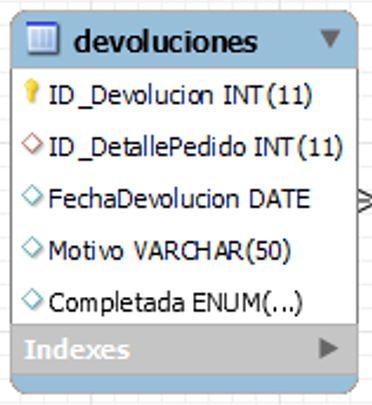 devoluciones
ID_Devolucion INT(11)
ID_DetallePedido INT(11)
FechaDevolucion DATE
Motivo VARCHAR(50)
Completada ENUM(...)
Indexes